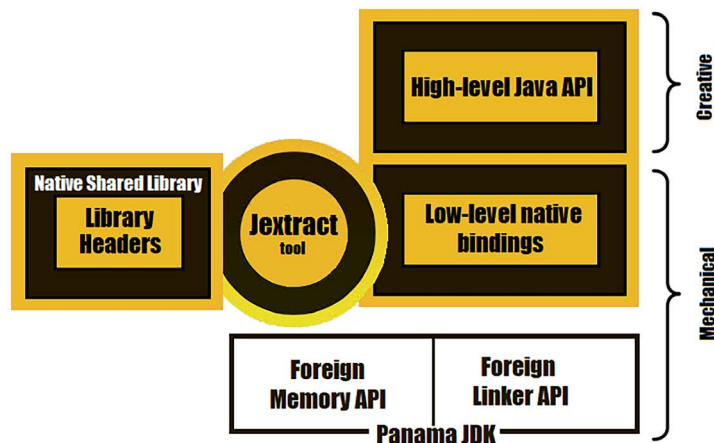 High-level Java API
Creative
Native Shared Library
Library
Headers
Jextract
tool
Low-level native
bindings
Mechanical
Foreign
Memory API
Foreign
Linker API
Panama JDK